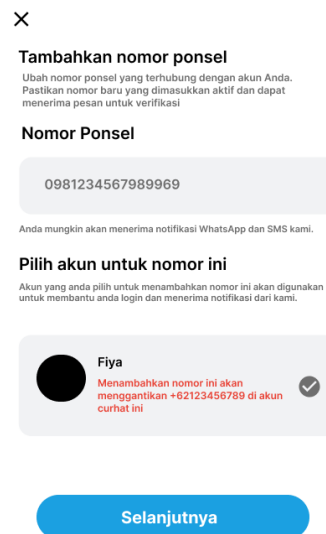 Tambahkan nomor ponsel
Ubah nomor ponsel yang terhubung dengan akun Anda.
Pastikan nomor baru yang dimasukkan aktif dan dapat
menerima pesan untuk verifikasi
Nomor Ponsel
0981234567989969
Anda mungkin akan menerima notifikasi WhatsApp dan SMS kami.
Pilih akun untuk nomor ini
Akun yang anda pilih untuk menambahkan nomor ini akan digunakan
untuk membantu anda login dan menerima notifikasi dari kami.
Fiya
Menambahkan nomor ini akan
menggantikan +62123456789 di akun
curhat ini
Selanjutnya